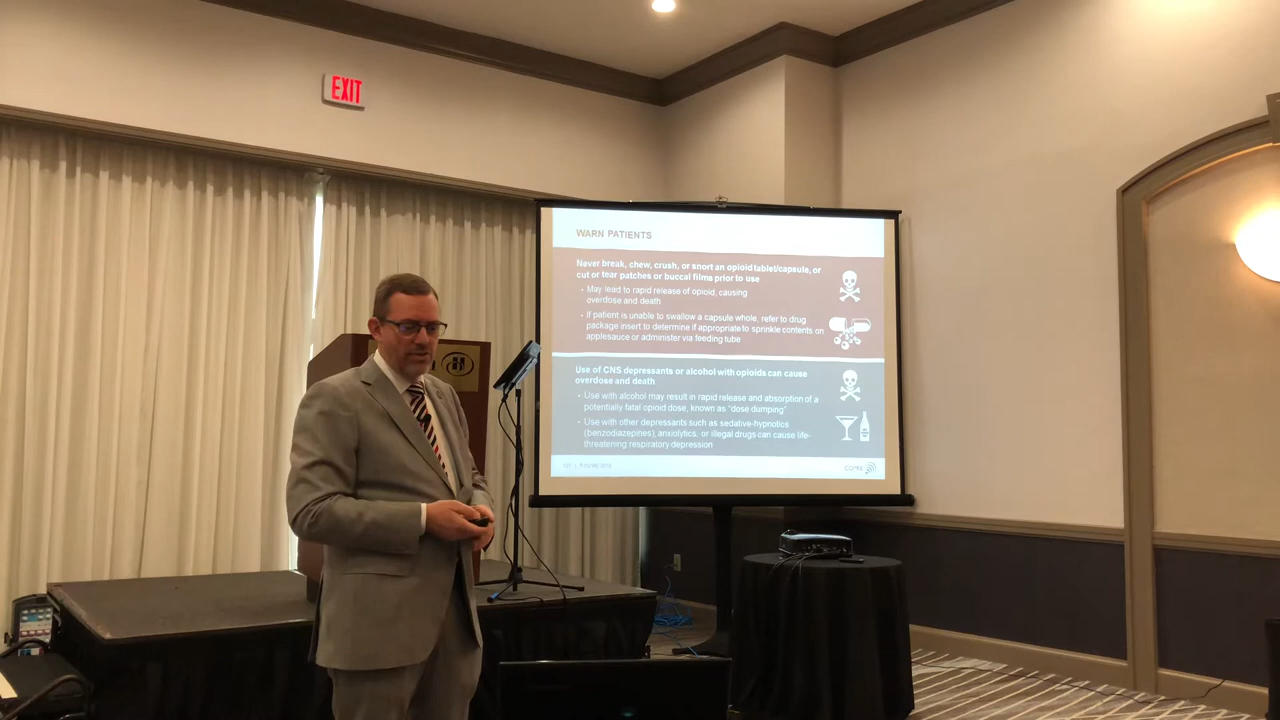 EXIT
WARN PATIENTS
Never break, chew, crush, or snort an opioid tablet/capsule, or
cut or tear patches or buccal films prior to use
• May lead to rapid release of opioid, causing
overdose and death
• If patient is unable to swallow a capsule whole, refer to drug
package insert to determine if appropriate to sprinkle contents on
applesauce or administer via feeding tube
Use of CNS depressants or alcohol with opioids can cause
overdose and death
• Use with alcohol may result in rapid release and absorption of a
potentially fatal opioid dose, known as "dose dumping"
• Use with other depressants such as sedative-hypnotics
(benzodiazepines), anxiolytics, or illegal drugs can cause life-
threatening respiratory depression
H